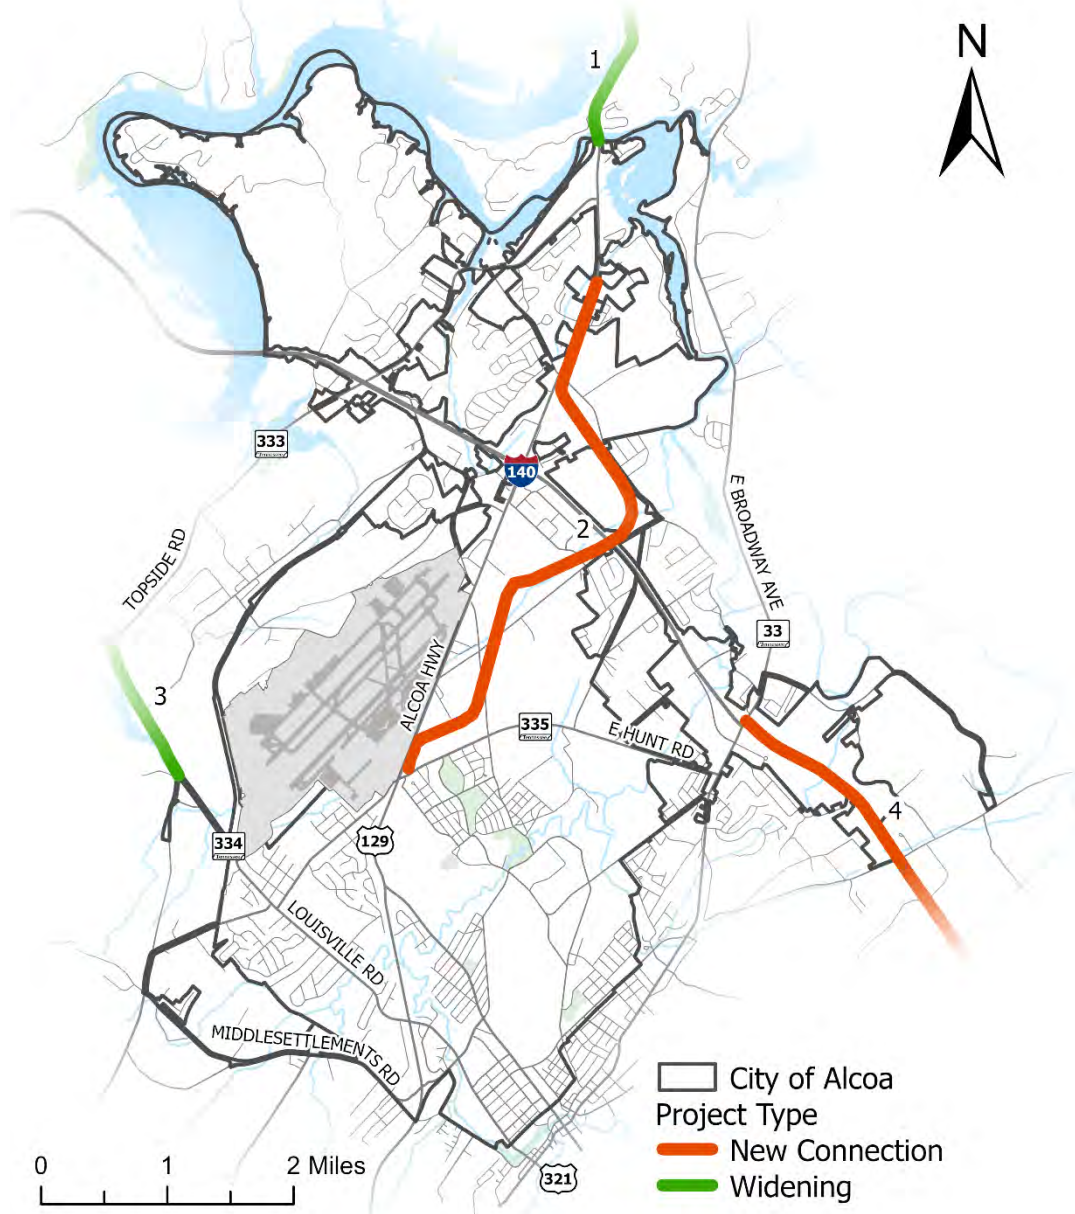 N
1
333
140
2
E BROADWAY AVE
TOPSIDE RD
33
3
ALCOA HWY
335
E HUNT RD
4
334
129
LOUISVILLE RD
MIDDLESETTLEMENTS RD
City of Alcoa
Project Type
New Connection
Widening
0 1 2 Miles
321